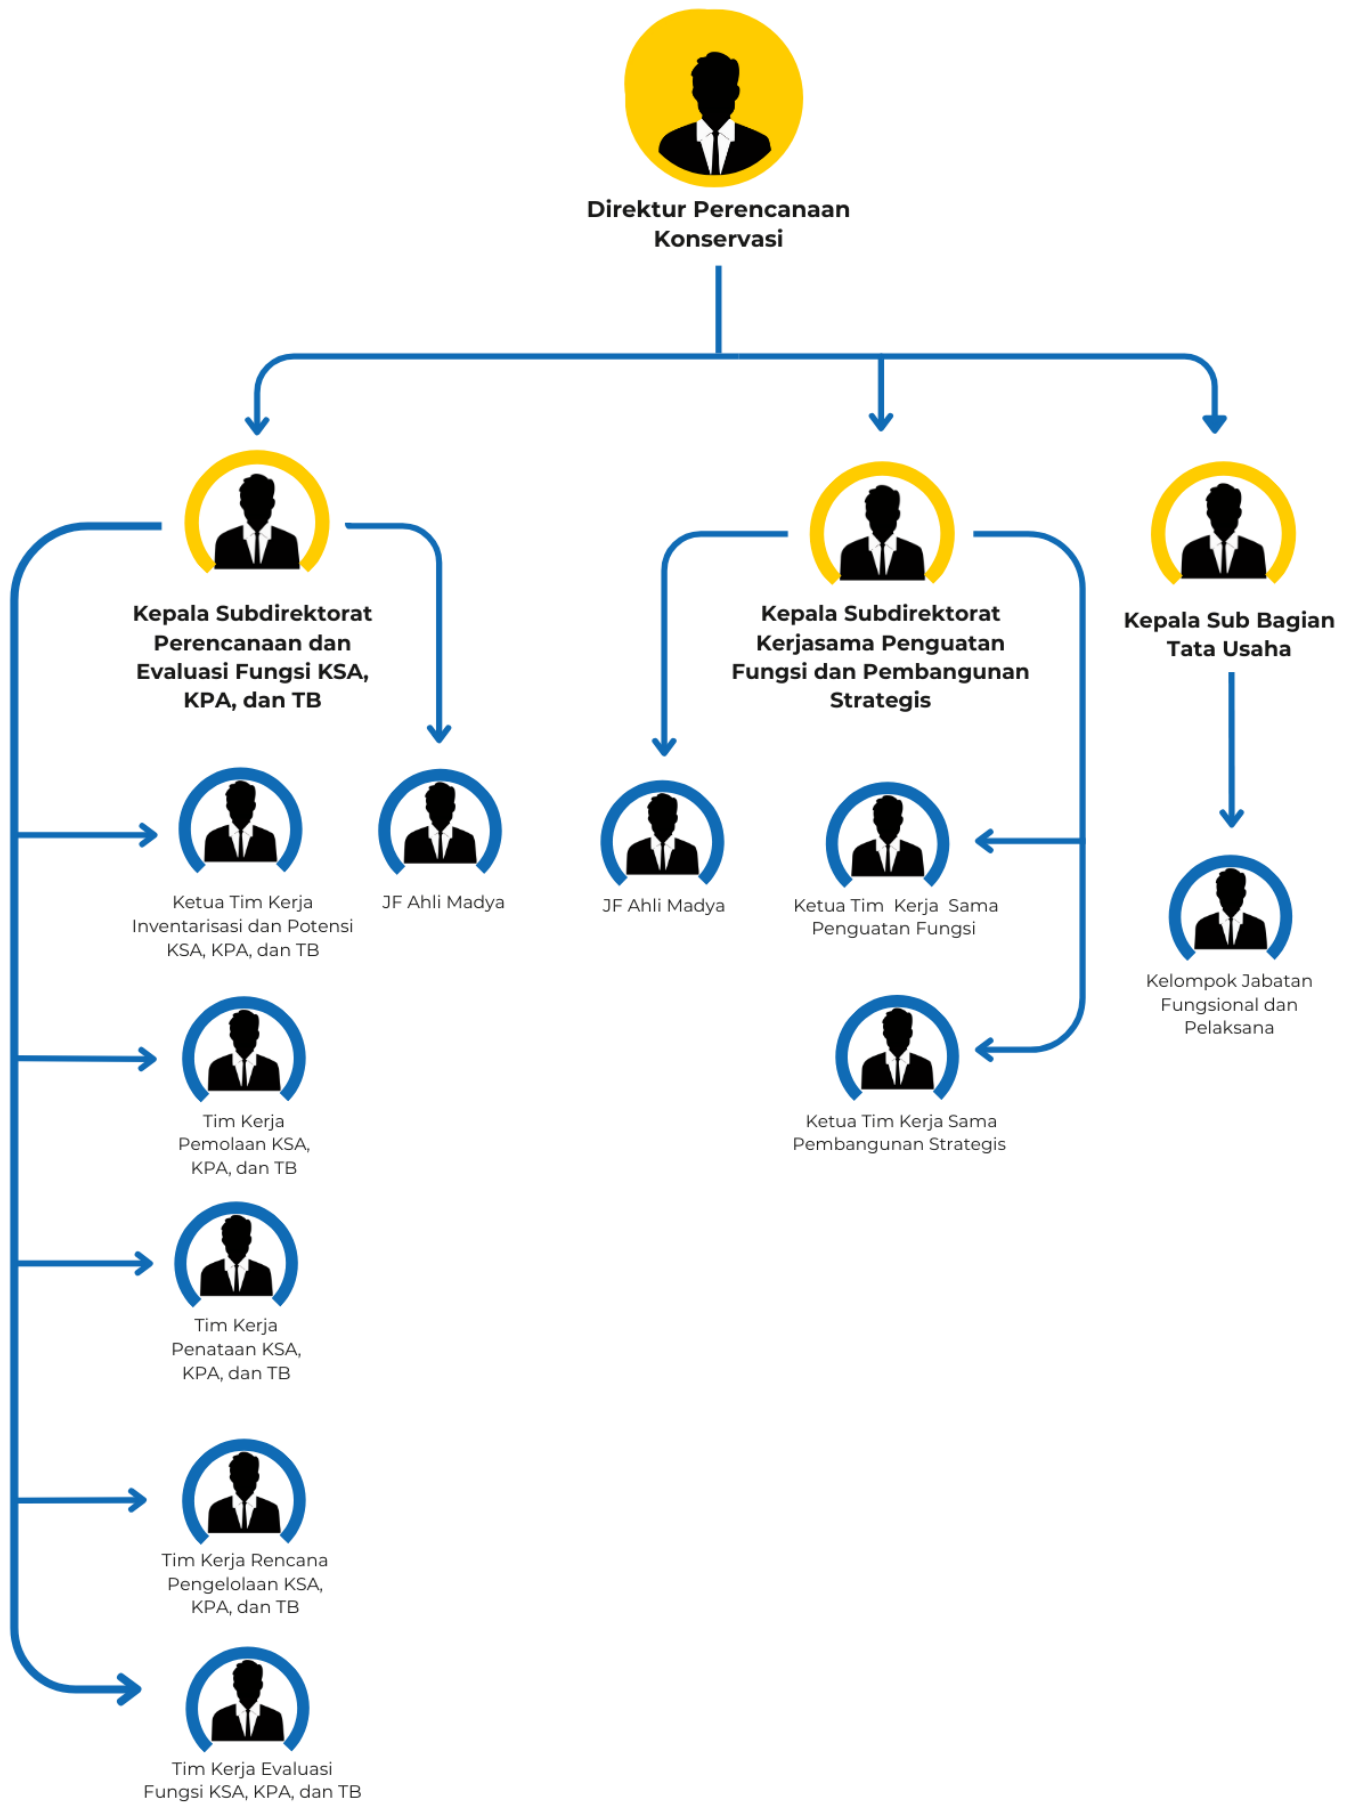 Direktur Perencanaan
Konservasi
Kepala Subdirektorat
Perencanaan dan
Evaluasi Fungsi KSA,
KPA, dan TB
Kepala Subdirektorat
Kerjasama Penguatan
Fungsi dan Pembangunan
Strategis
Kepala Sub Bagian
Tata Usaha
Ketua Tim Kerja
Inventarisasi dan Potensi
KSA, KPA, dan TB
JF Ahli Madya
JF Ahli Madya
Ketua Tim Kerja Sama
Penguatan Fungsi
Kelompok Jabatan
Fungsional dan
Pelaksana
Tim Kerja
Pemolaan KSA,
KPA, dan TB
Ketua Tim Kerja Sama
Pembangunan Strategis
Tim Kerja
Penataan KSA,
KPA, dan TB
Tim Kerja Rencana
Pengelolaan KSA,
KPA, dan TB
Tim Kerja Evaluasi
Fungsi KSA, KPA, dan TB